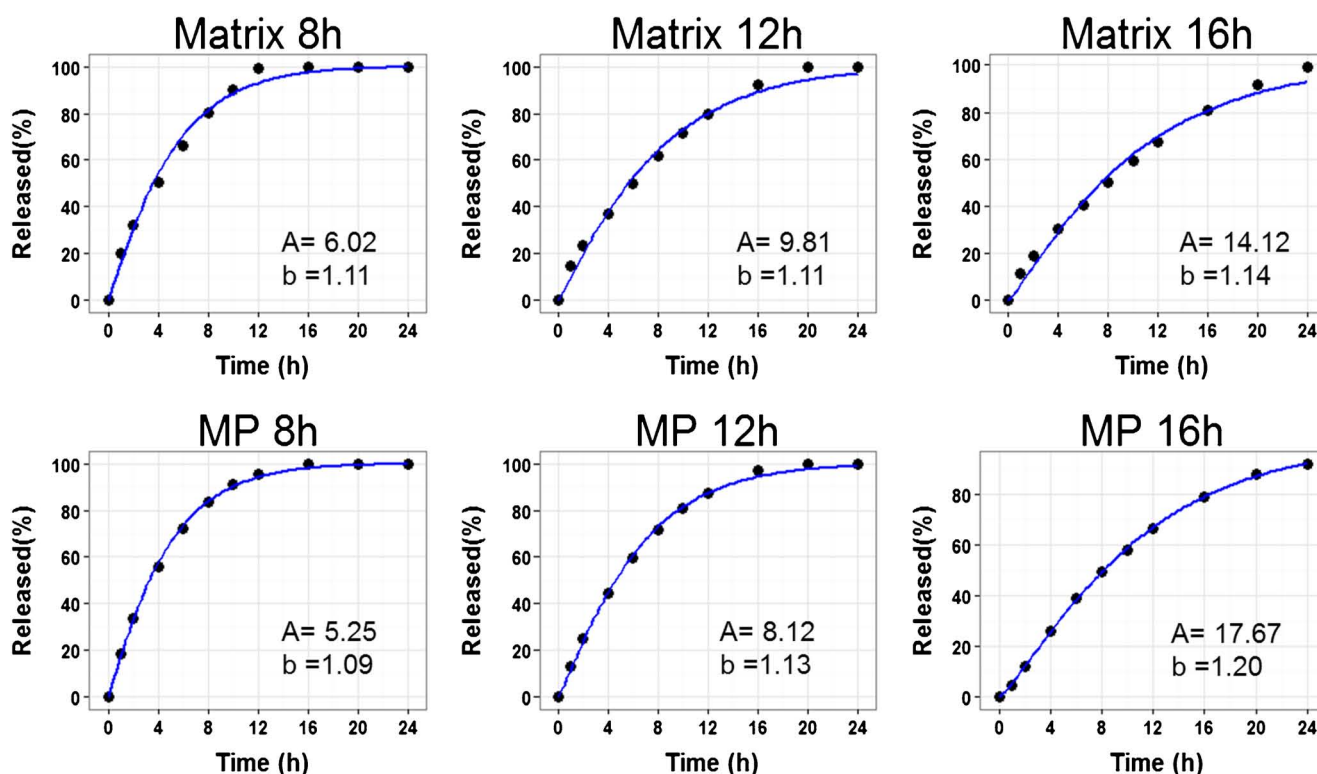 Matrix 8h
Released(%)
100
80
60
40
20
0
A= 6.02
b =1.11
0 4 8 12 16 20 24
Time (h)
Matrix 12h
Released(%)
100
80
60
40
20
0
A= 9.81
b =1.11
0 4 8 12 16 20 24
Time (h)
Matrix 16h
Released(%)
100
80
60
40
20
0
A= 14.12
b =1.14
0 4 8 12 16 20 24
Time (h)
MP 8h
Released(%)
100
80
60
40
20
0
A= 5.25
b =1.09
0 4 8 12 16 20 24
Time (h)
MP 12h
Released(%)
100
80
60
40
20
0
A= 8.12
b =1.13
0 4 8 12 16 20 24
Time (h)
MP 16h
Released(%)
80
60
40
20
0
A= 17.67
b =1.20
0 4 8 12 16 20 24
Time (h)